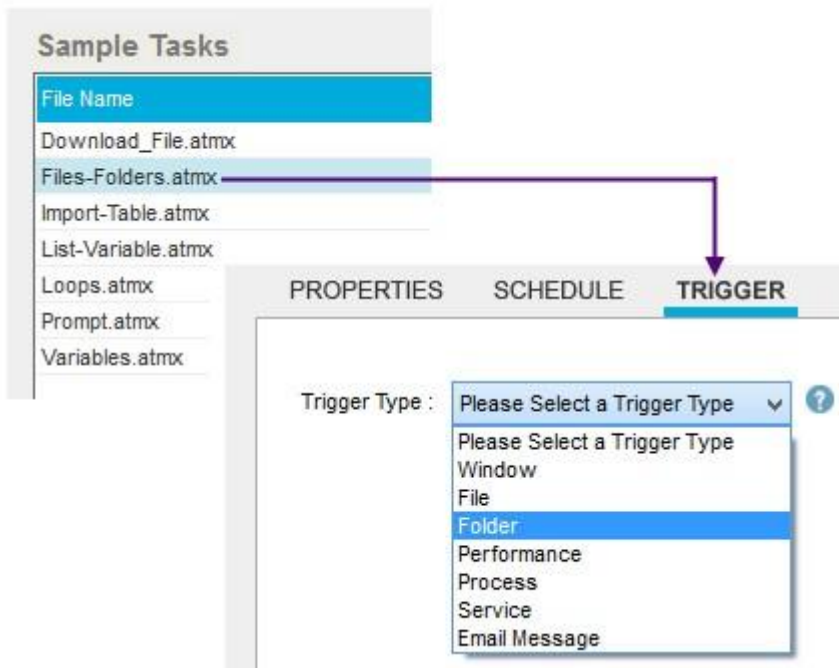 Sample Tasks
File Name
Download_File.atmx
Files-Folders.atmx
Import-Table.atmx
List-Variable.atmx
Loops.atmx
Prompt.atmx
Variables.atmx
PROPERTIES SCHEDULE TRIGGER
Trigger Type : Please Select a Trigger Type ?
Please Select a Trigger Type
Window
File
Folder
Performance
Process
Service
Email Message